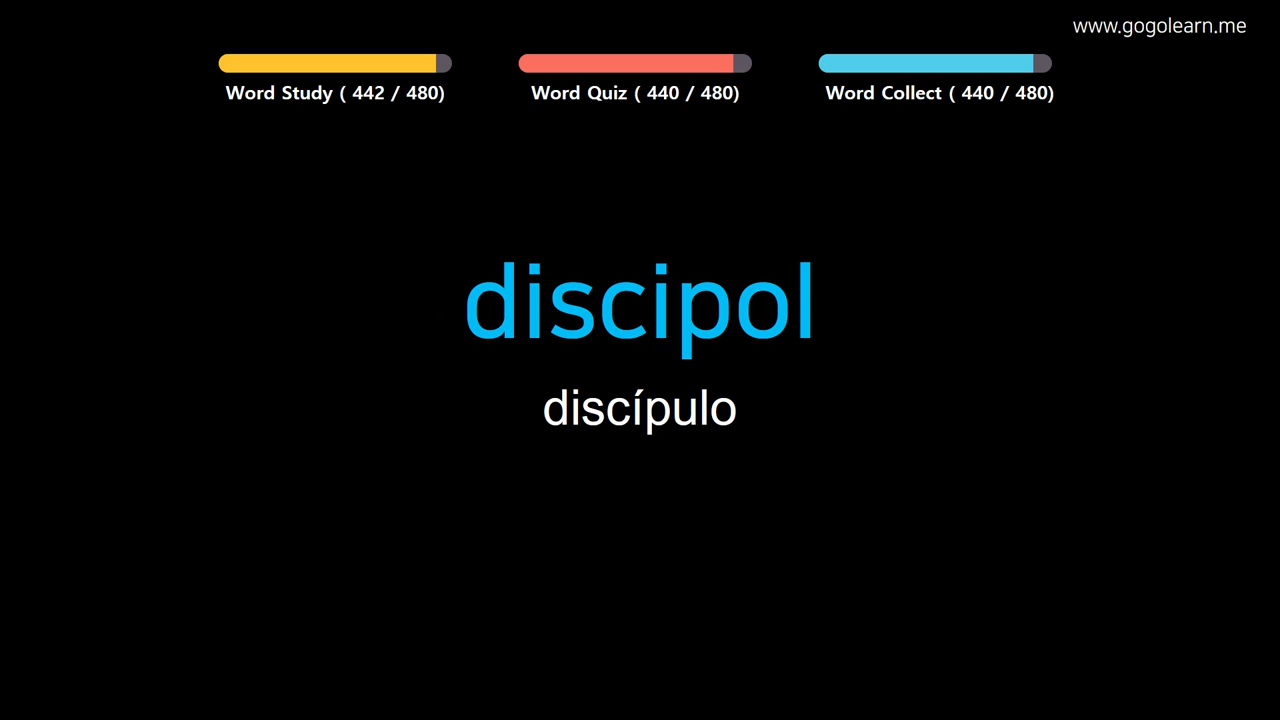 www.gogolearn.me
Word Study ( 442 / 480)
Word Quiz ( 440 / 480)
Word Collect ( 440 / 480)
discipol
discípulo